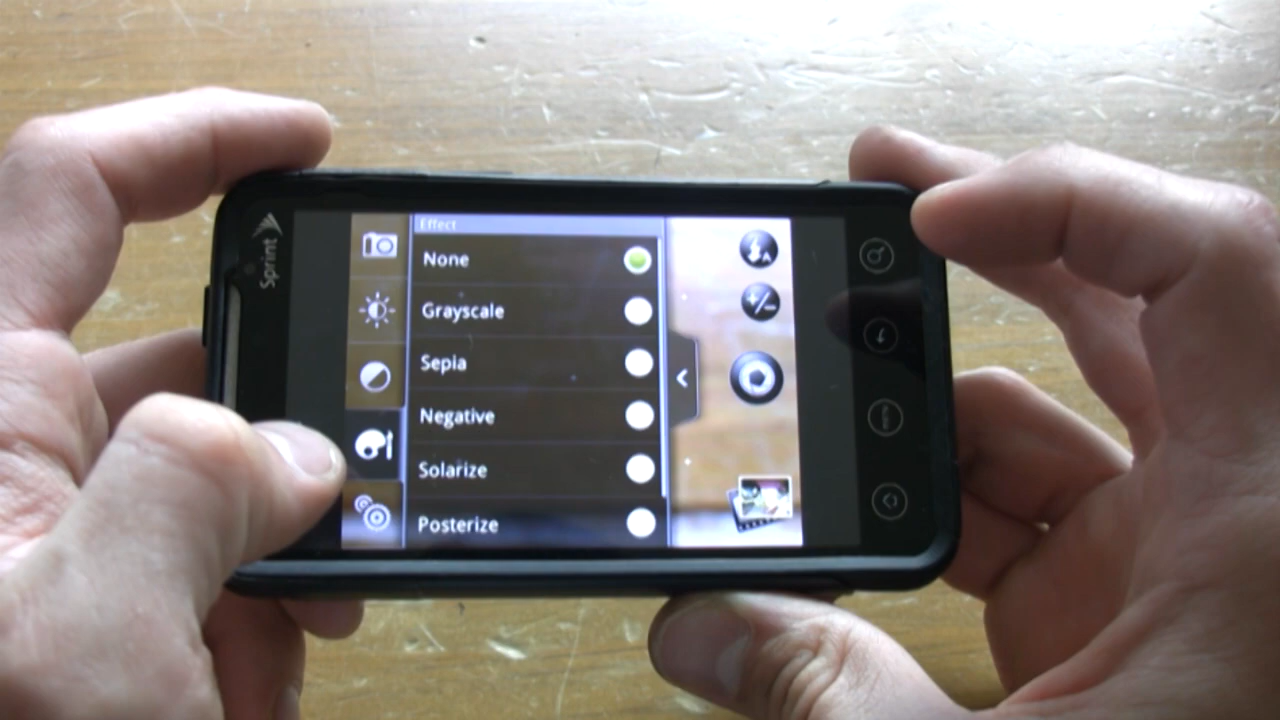 Sprint
Effect
None
Grayscale
Sepia
Negative
Solarize
Posterize
A
+/-